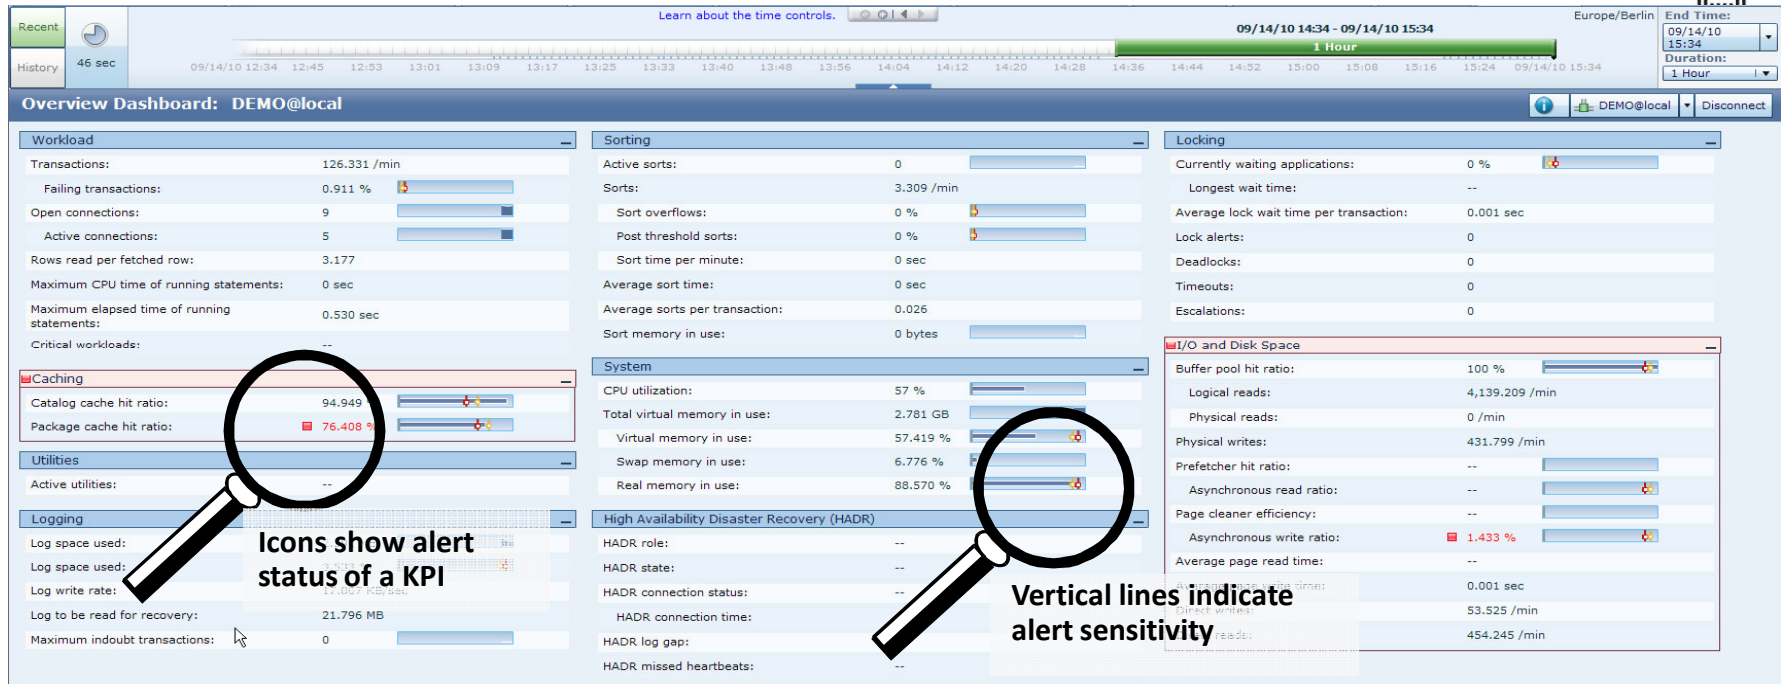 Recent
History
46 sec
Learn about the time controls.
09/14/10 14:34 - 09/14/10 15:34
Europe/Berlin
End Time:
09/14/10
15:34
Duration:
1 Hour
1 Hour
09/14/10 12:34 12:45 12:53 13:01 13:09 13:17 13:25 13:33 13:40 13:48 13:56 14:04 14:12 14:20 14:28 14:36 14:44 14:52 15:00 15:08 15:16 15:24 09/14/10 15:34
Overview Dashboard: DEMO@local
DEMO@local
Disconnect
Workload
Transactions: 126.331 /min
Failing transactions: 0.911 %
Open connections: 9
Active connections: 5
Rows read per fetched row: 3.177
Maximum CPU time of running statements: 0 sec
Maximum elapsed time of running
statements: 0.530 sec
Critical workloads: --
Caching
Catalog cache hit ratio: 94.949
Package cache hit ratio: 76.408 %
Utilities
Active utilities: --
Logging
Log space used:
Log space used:
Log write rate: 17.007 KB/sec
Log to be read for recovery: 21.796 MB
Maximum indoubt transactions: 0
Icons show alert
status of a KPI
Sorting
Active sorts: 0
Sorts: 3.309 /min
Sort overflows: 0 %
Post threshold sorts: 0 %
Sort time per minute: 0 sec
Average sort time: 0 sec
Average sorts per transaction: 0.026
Sort memory in use: 0 bytes
System
CPU utilization: 57 %
Total virtual memory in use: 2.781 GB
Virtual memory in use: 57.419 %
Swap memory in use: 6.776 %
Real memory in use: 88.570 %
High Availability Disaster Recovery (HADR)
HADR role: --
HADR state: --
HADR connection status: --
HADR connection time:
HADR log gap:
HADR missed heartbeats: --
Vertical lines indicate
alert sensitivity
Locking
Currently waiting applications: 0 %
Longest wait time: --
Average lock wait time per transaction: 0.001 sec
Lock alerts: 0
Deadlocks: 0
Timeouts: 0
Escalations: 0
I/O and Disk Space
Buffer pool hit ratio: 100 %
Logical reads: 4,139.209 /min
Physical reads: 0 /min
Physical writes: 431.799 /min
Prefetcher hit ratio: --
Asynchronous read ratio: --
Page cleaner efficiency: --
Asynchronous write ratio: 1.433 %
Average page read time: --
Average page write time: 0.001 sec
Direct writes: 53.525 /min
reads: 454.245 /min